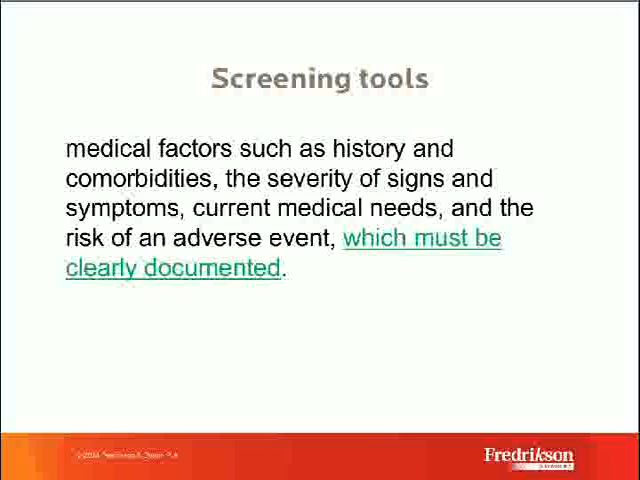 Screening tools
medical factors such as history and
comorbidities, the severity of signs and
symptoms, current medical needs, and the
risk of an adverse event, which must be
clearly documented.
Fredrikson